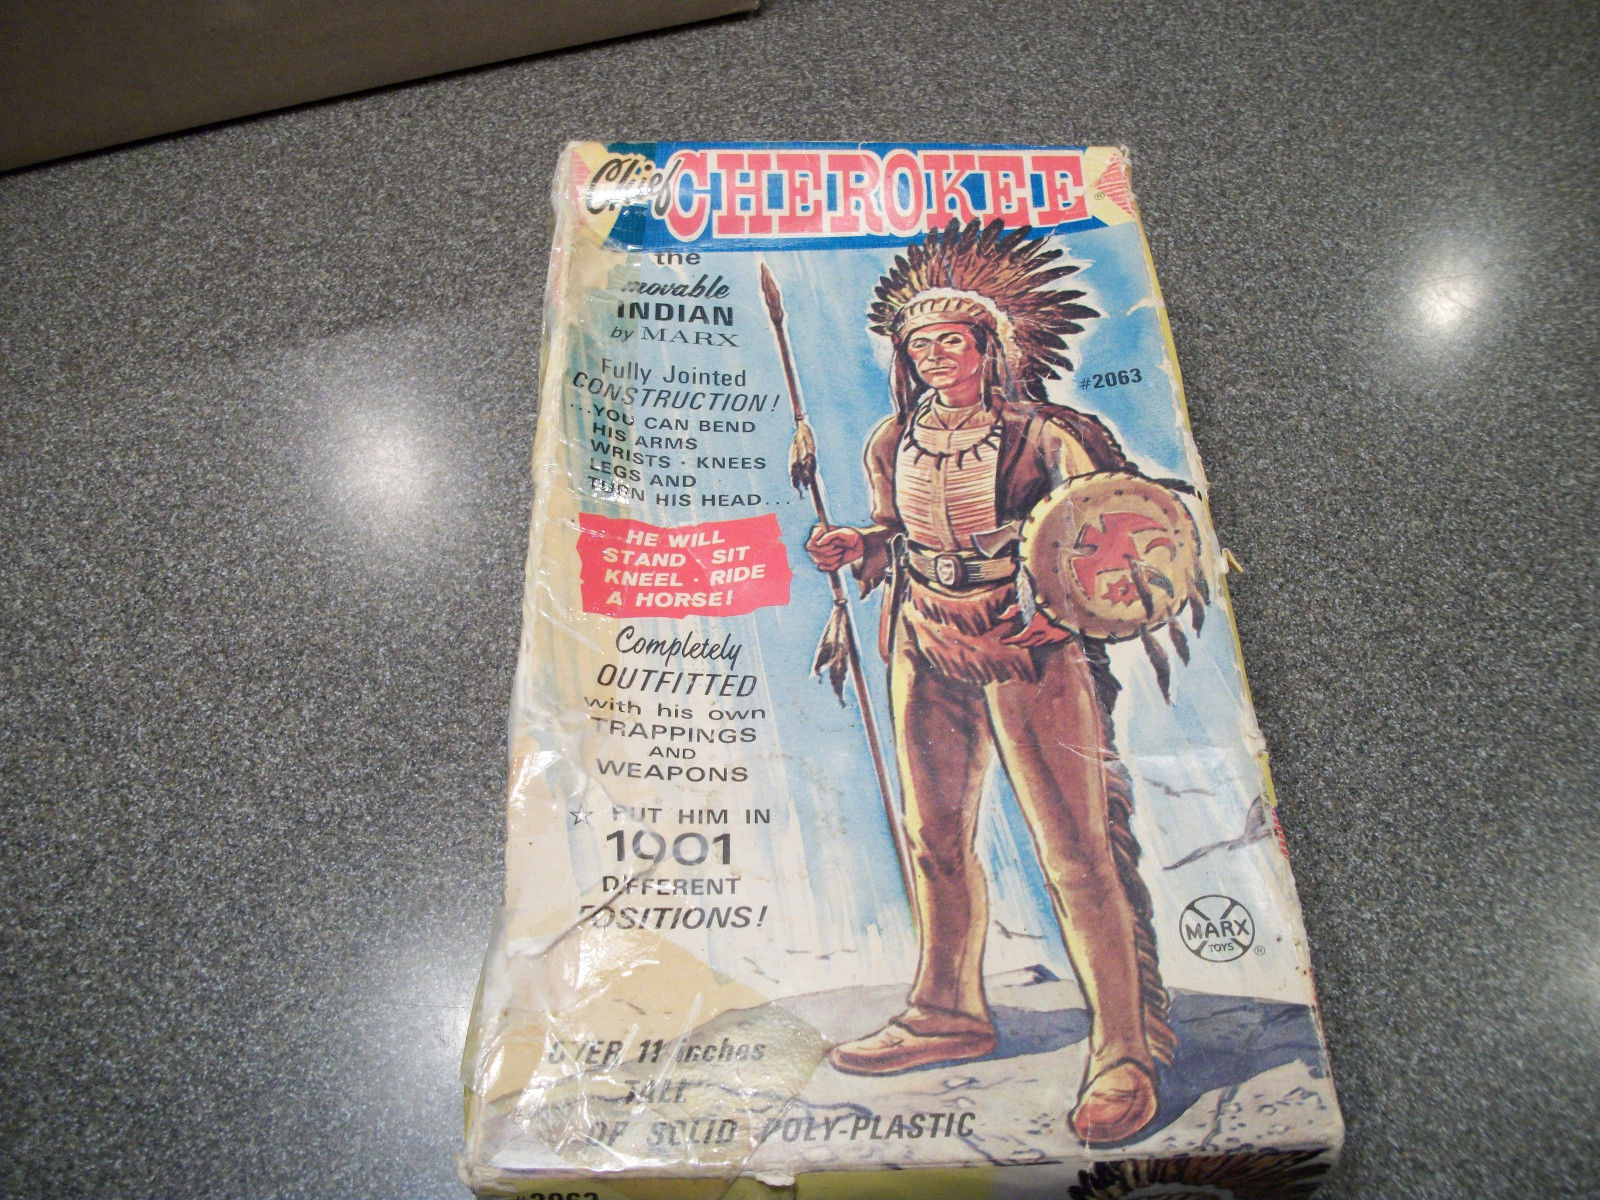 Chief CHEROKEE ®
the
movable
INDIAN
by MARX
#2063
Fully Jointed
CONSTRUCTION!
...YOU CAN BEND
HIS ARMS
WRISTS · KNEES
LEGS AND
TURN HIS HEAD...
HE WILL
STAND · SIT
KNEEL · RIDE
A HORSE!
Completely
OUTFITTED
with his own
TRAPPINGS
AND
WEAPONS
☆ PUT HIM IN
1001
DIFFERENT
POSITIONS!
MARX
TOYS ®
OVER 11 inches
TALL
OF SOLID POLY-PLASTIC
#2063